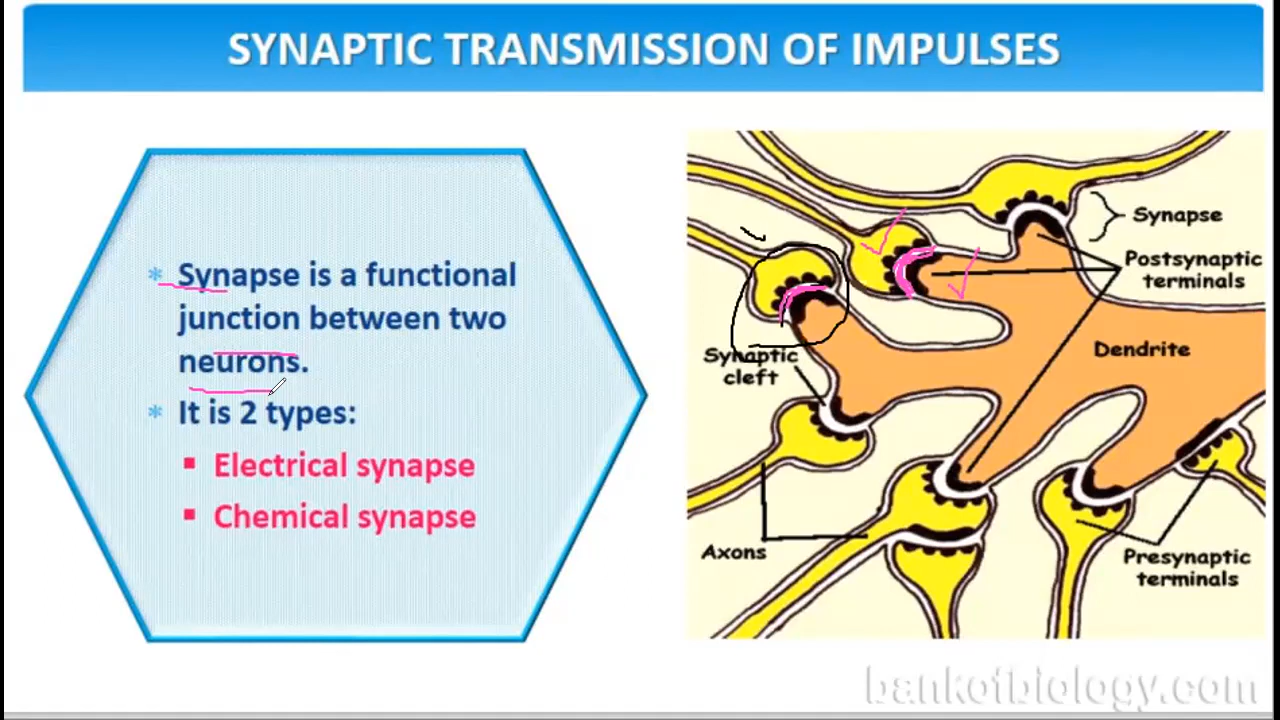 SYNAPTIC TRANSMISSION OF IMPULSES
* Synapse is a functional
junction between two
neurons.
* It is 2 types:
▪ Electrical synapse
▪ Chemical synapse
Synapse
Postsynaptic
terminals
Dendrite
Synaptic
cleft
Axons
Presynaptic
terminals
bankofbiology.com